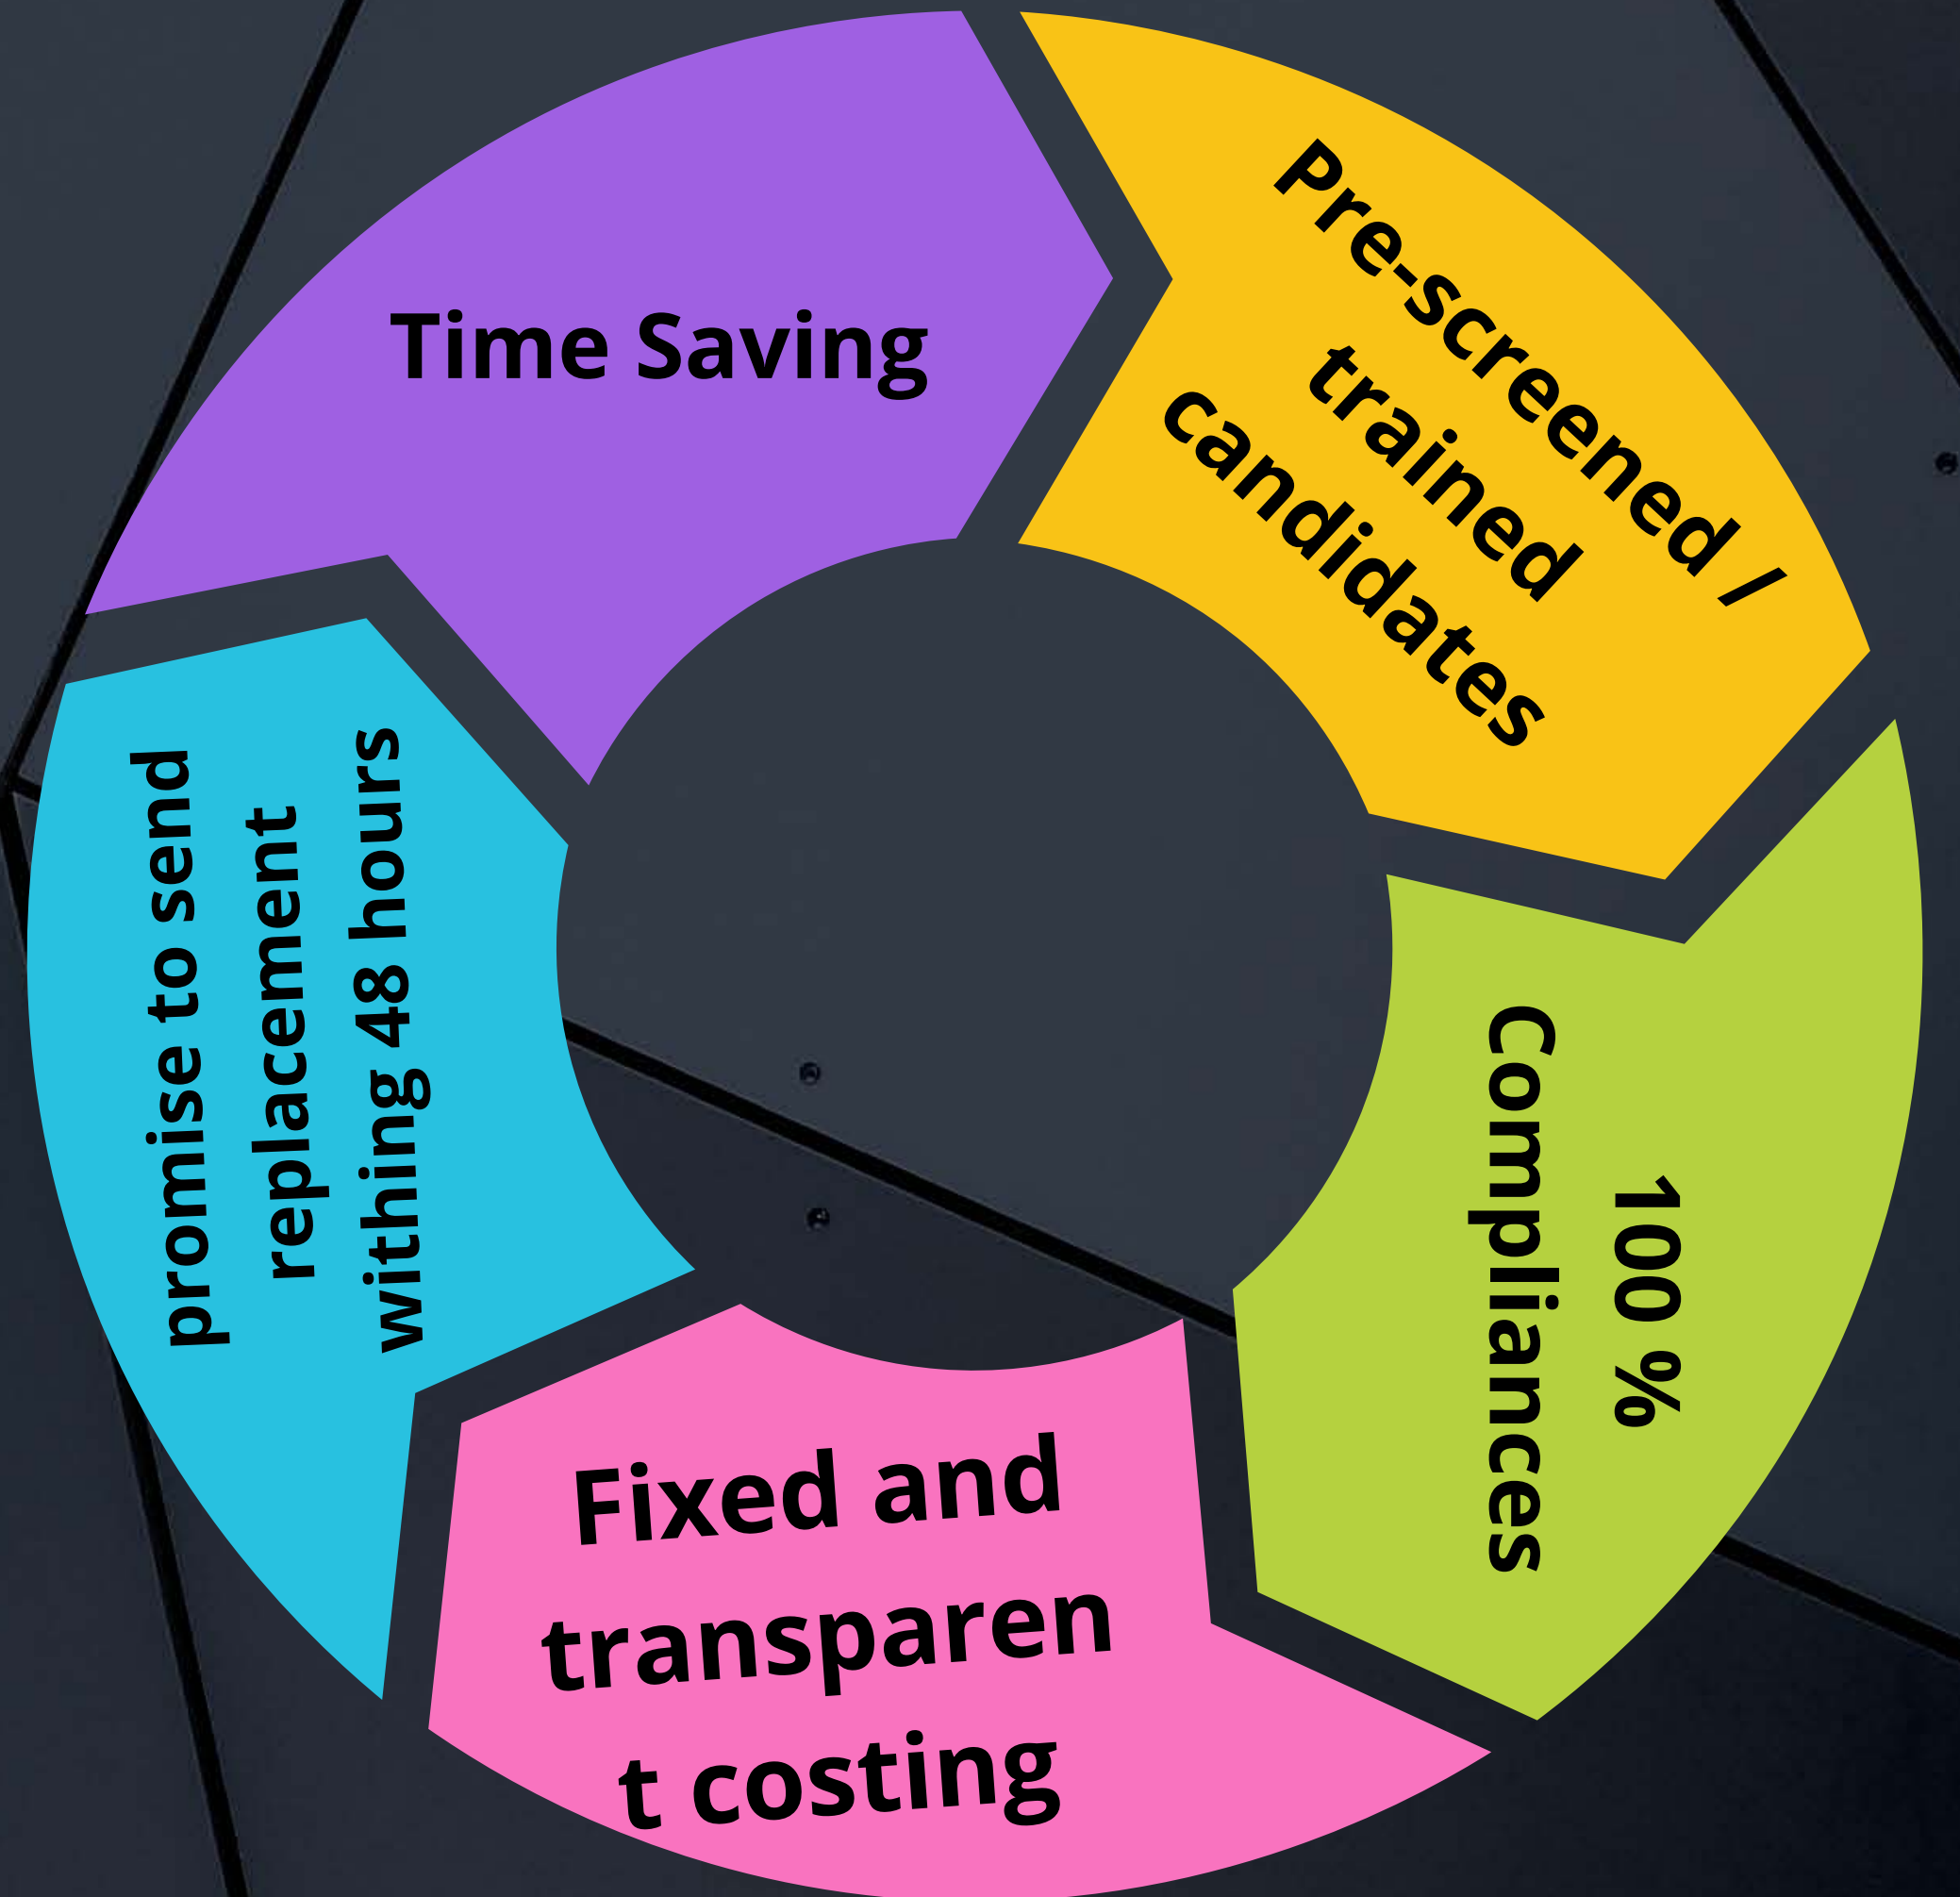 Time Saving
Pre-screened /
trained
candidates
100 %
Compliances
Fixed and
transparen
t costing
promise to send
replacement
withing 48 hours